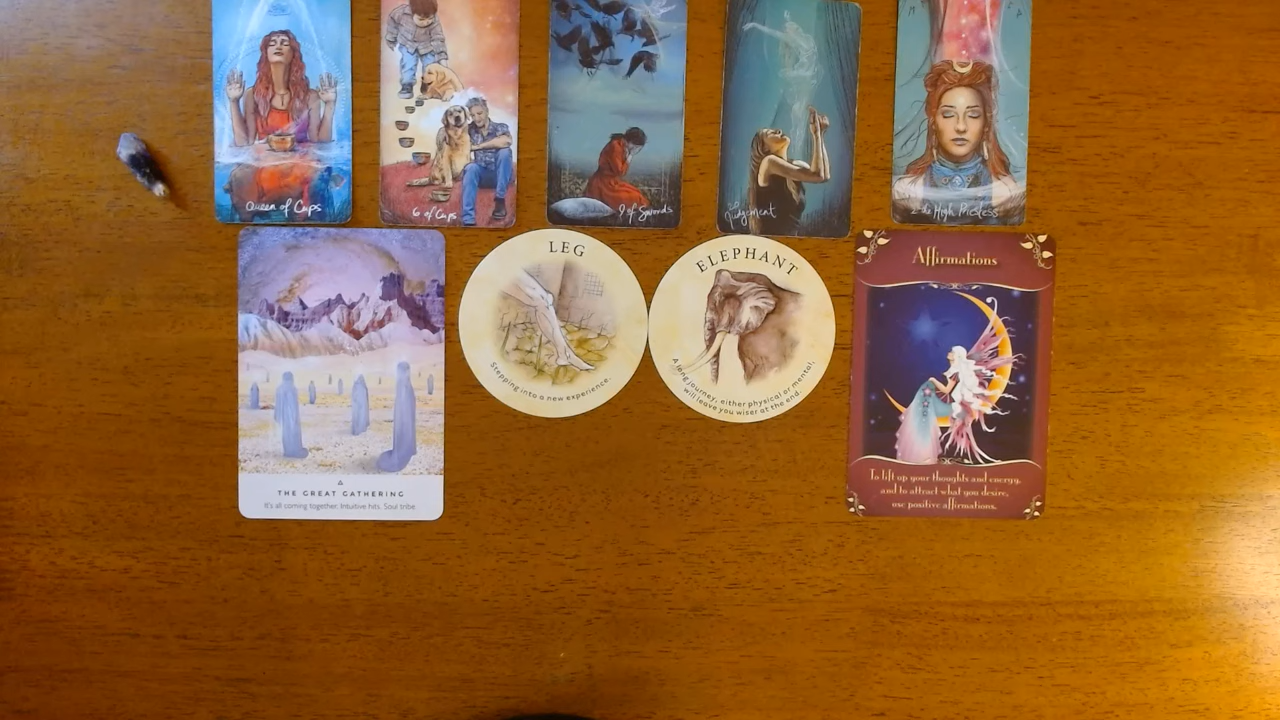 Queen of Cups
6 of Cups
9 of Swords
20
Judgement
2 the High Priestess
LEG
Stepping into a new experience.
ELEPHANT
A long journey, either physical or mental,
will leave you wiser at the end.
Affirmations
To lift up your thoughts and energy,
and to attract what you desire,
use positive affirmations.
THE GREAT GATHERING
It's all coming together. Intuitive hits. Soul tribe.